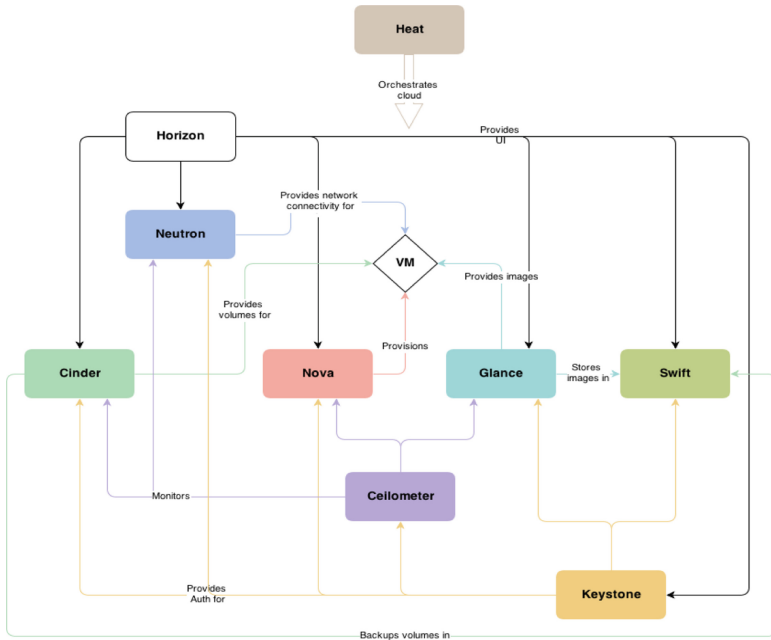 Heat
Orchestrates
cloud
Horizon
Provides
UI
Provides network
connectivity for
Neutron
VM
Provides images
Provides
volumes for
Provisions
Cinder
Nova
Glance
Stores
images in
Swift
Monitors
Ceilometer
Provides
Auth for
Keystone
Backups volumes in